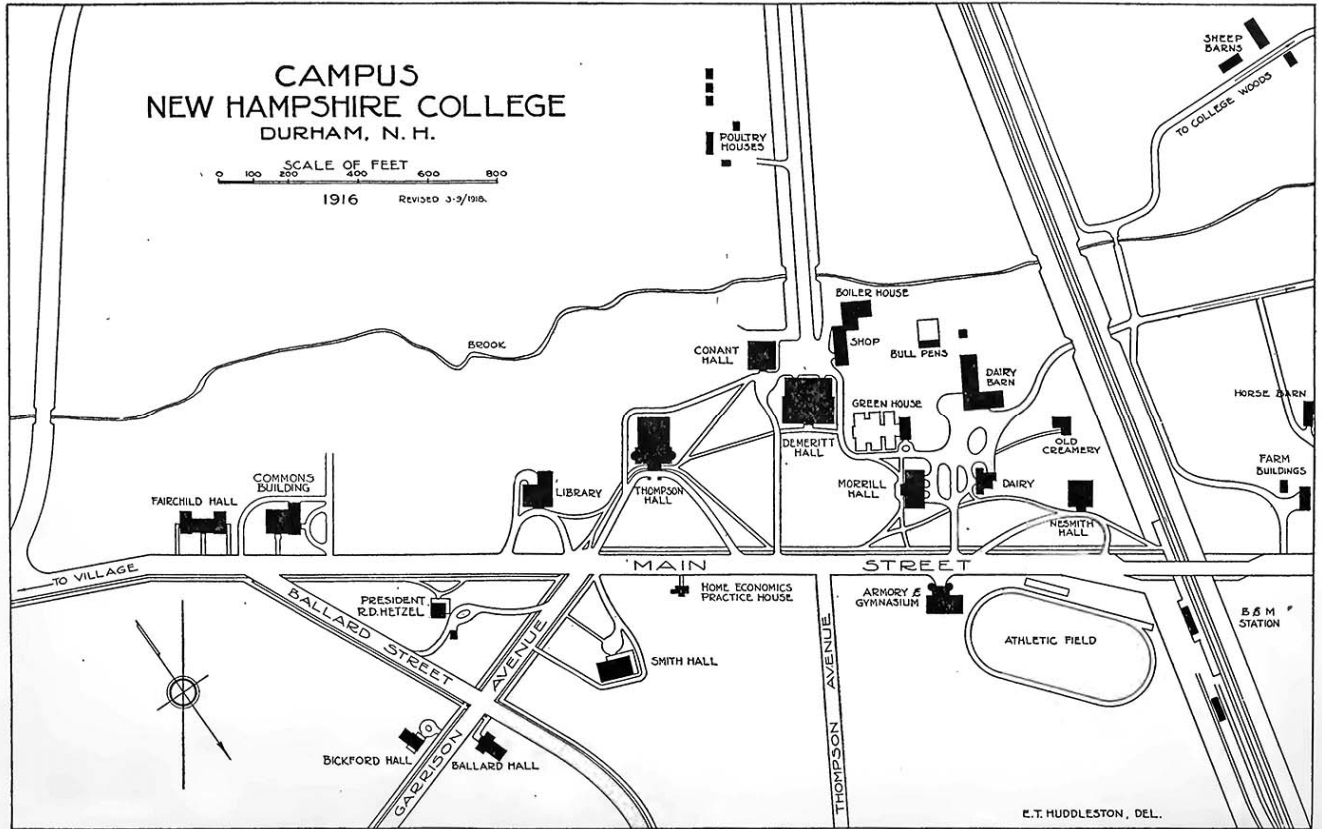 CAMPUS
NEW HAMPSHIRE COLLEGE
DURHAM, N. H.
SCALE OF FEET
0 100 200 400 600 800
1916 REVISED 3-9/1918.
POULTRY
HOUSES
SHEEP
BARNS
TO COLLEGE WOODS
BROOK
BOILER HOUSE
SHOP
CONANT
HALL
BULL PENS
DAIRY
BARN
GREEN HOUSE
DEMERITT
HALL
HORSE BARN
OLD
CREAMERY
FARM
BUILDINGS
COMMONS
BUILDING
FAIRCHILD HALL
LIBRARY
THOMPSON
HALL
MORRILL
HALL
DAIRY
NESMITH
HALL
TO VILLAGE
MAIN STREET
BALLARD STREET
PRESIDENT
R.D. HETZEL
HOME ECONOMICS
PRACTICE HOUSE
ARMORY &
GYMNASIUM
ATHLETIC FIELD
B & M
STATION
SMITH HALL
GARRISON AVENUE
THOMPSON AVENUE
BICKFORD HALL
BALLARD HALL
E.T. HUDDLESTON, DEL.